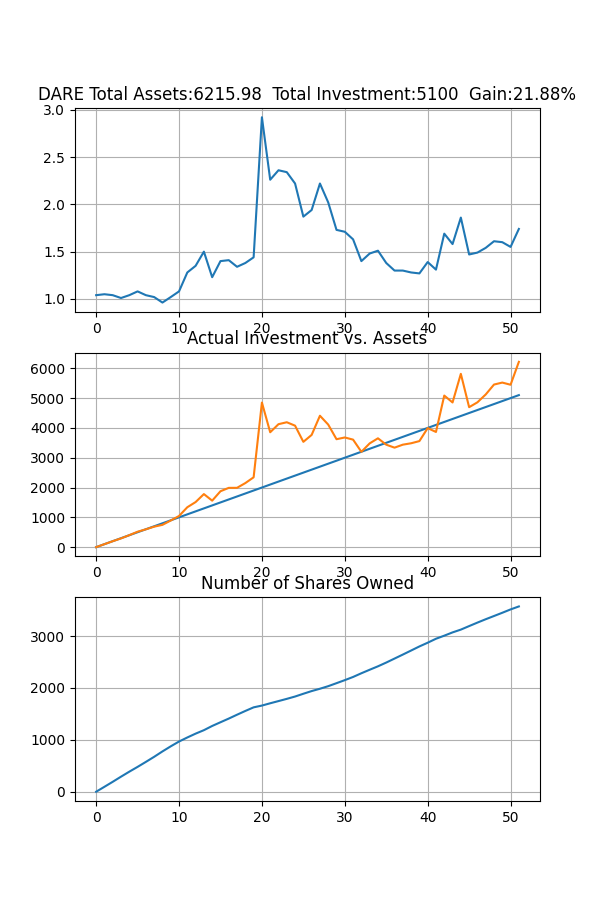 DARE Total Assets:6215.98  Total Investment:5100  Gain:21.88%
3.0
2.5
2.0
1.5
1.0
0 10 20 30 40 50
Actual Investment vs. Assets
6000
5000
4000
3000
2000
1000
0
0 10 20 30 40 50
Number of Shares Owned
3000
2000
1000
0
0 10 20 30 40 50